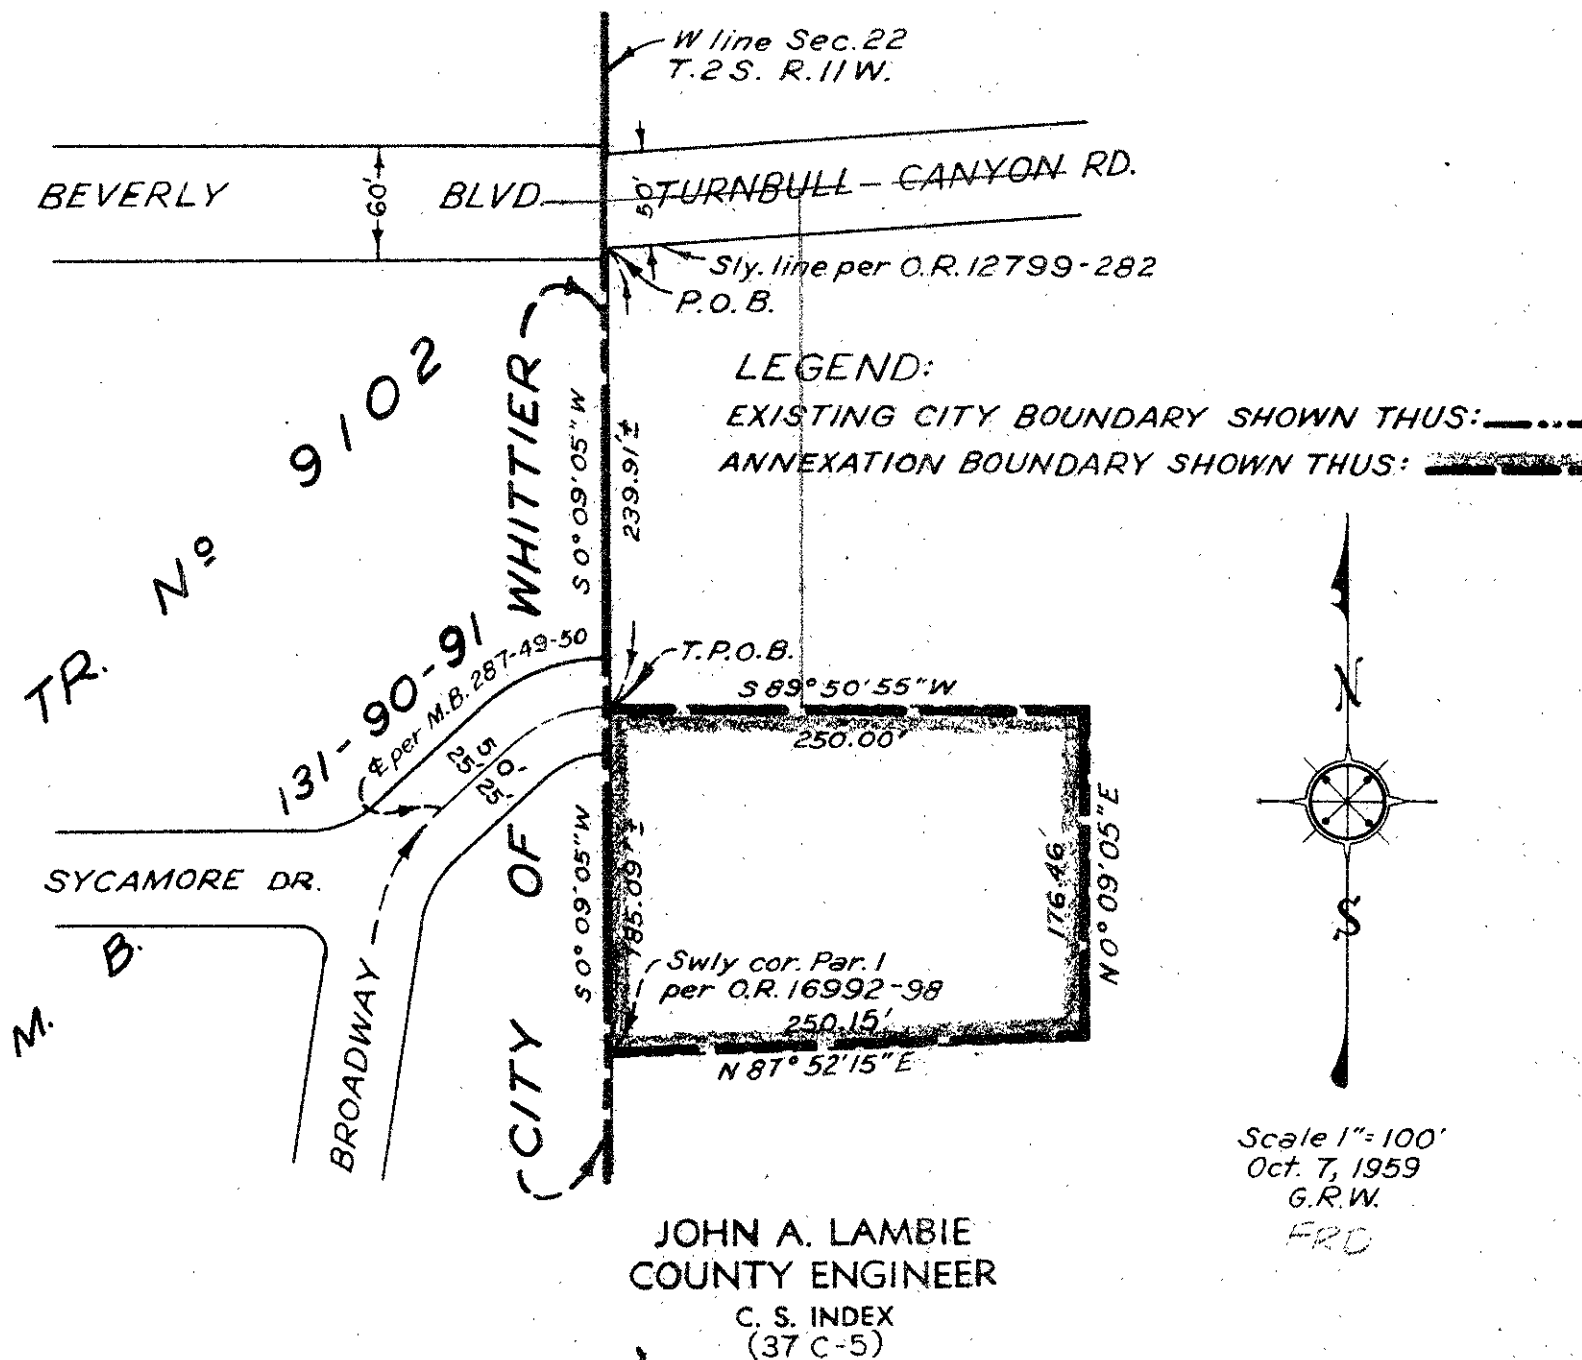 W line Sec. 22
T.2 S. R.11 W.
BEVERLY BLVD.
60'
50'
TURNBULL - CANYON RD.
Sly. line per O.R. 12799-282
P.O.B.
LEGEND:
EXISTING CITY BOUNDARY SHOWN THUS:
ANNEXATION BOUNDARY SHOWN THUS:
TR. Nº 9102
M. B. 131-90-91
CITY OF WHITTIER
S 0° 09' 05" W
239.91'±
℄ per M.B. 287-49-50
50'
25'
25'
T.P.O.B.
S 89° 50' 55" W
250.00'
SYCAMORE DR.
BROADWAY
S 0° 09' 05" W
185.09'±
176.46'
N 0° 09' 05" E
Swly cor. Par. 1
per O.R. 16992-98
250.15'
N 87° 52' 15" E
N
S
Scale 1" = 100'
Oct. 7, 1959
G.R.W.
FRD
JOHN A. LAMBIE
COUNTY ENGINEER
C. S. INDEX
(37 C-5)